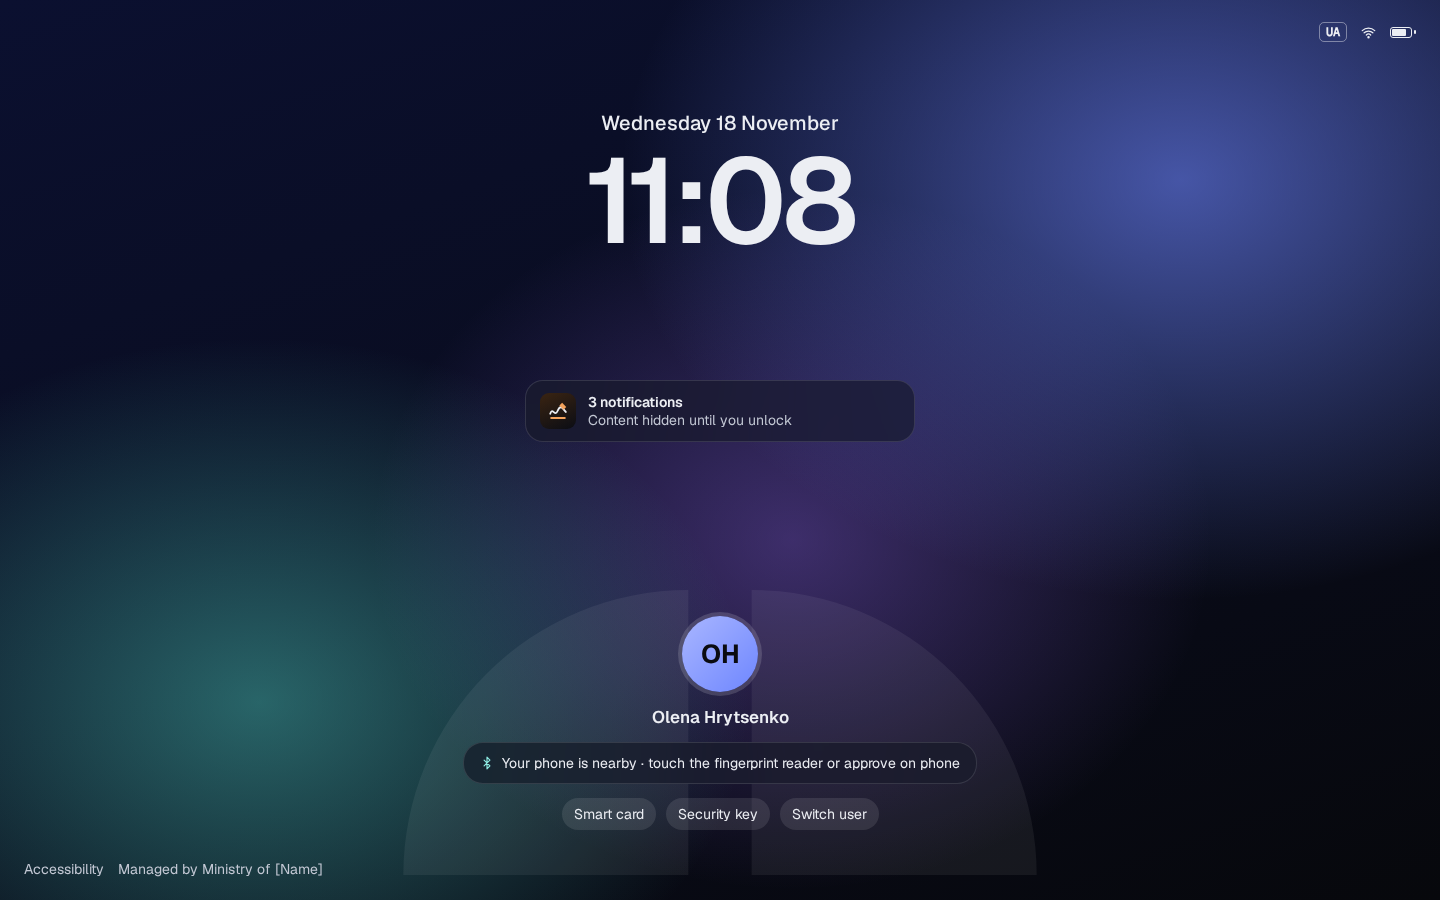 UA
Wednesday 18 November
11:08
3 notifications
Content hidden until you unlock
OH
Olena Hrytsenko
Your phone is nearby · touch the fingerprint reader or approve on phone
Smart card Security key Switch user
Accessibility Managed by Ministry of [Name]